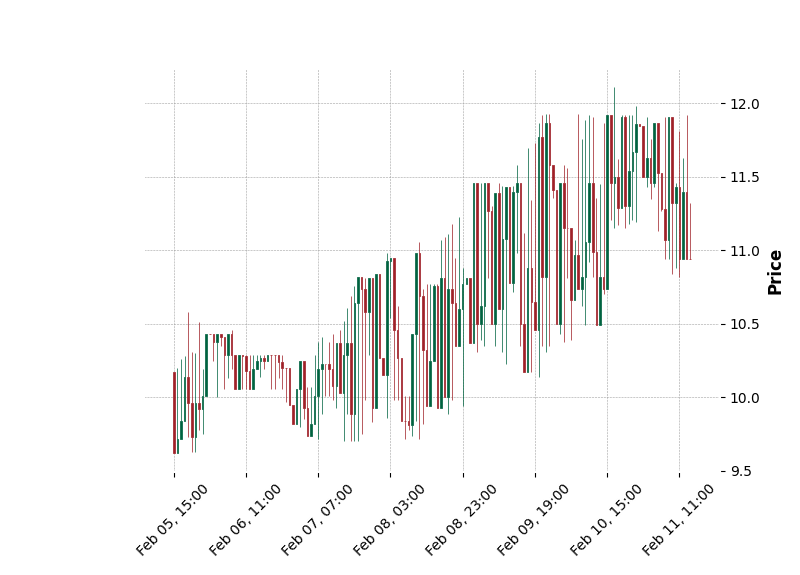 12.0
11.5
11.0
10.5
10.0
9.5
Price
Feb 05, 15:00
Feb 06, 11:00
Feb 07, 07:00
Feb 08, 03:00
Feb 08, 23:00
Feb 09, 19:00
Feb 10, 15:00
Feb 11, 11:00